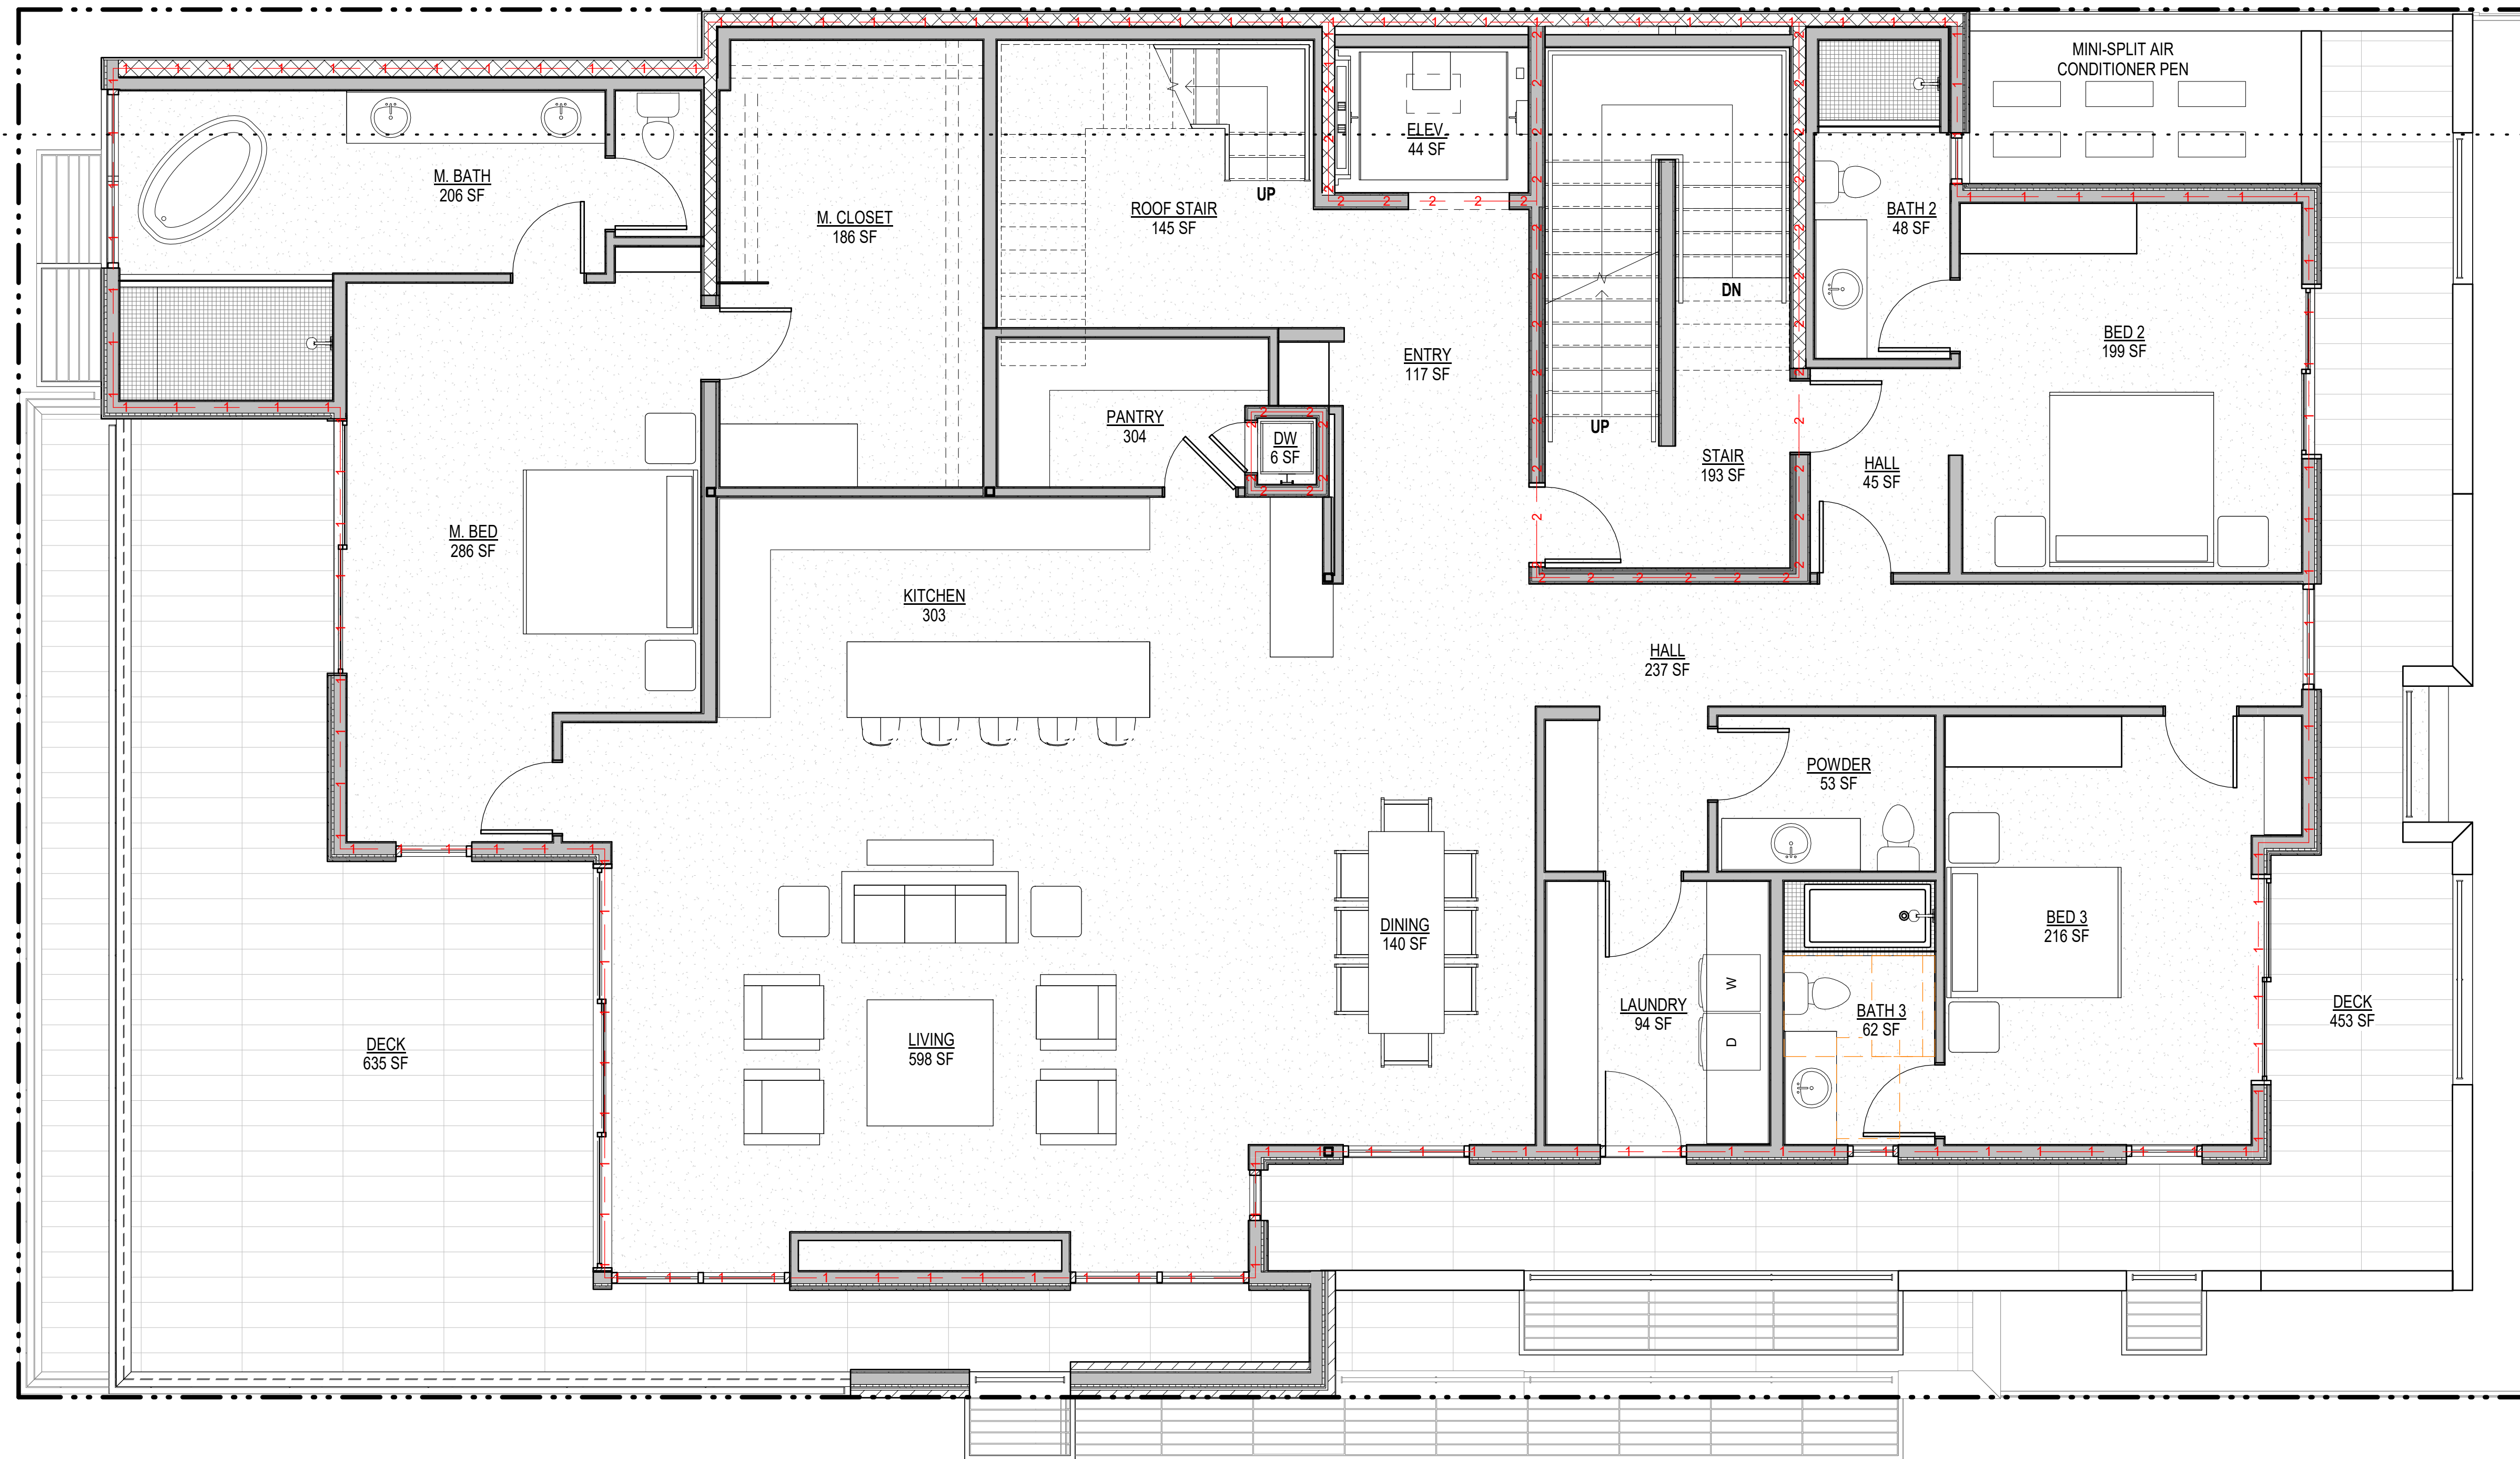 MINI-SPLIT AIR
CONDITIONER PEN
ELEV.
44 SF
M. BATH
206 SF
M. CLOSET
186 SF
ROOF STAIR
145 SF
UP
BATH 2
48 SF
DN
ENTRY
117 SF
BED 2
199 SF
PANTRY
304
DW
6 SF
UP
STAIR
193 SF
HALL
45 SF
M. BED
286 SF
KITCHEN
303
HALL
237 SF
POWDER
53 SF
DINING
140 SF
BED 3
216 SF
W
LAUNDRY
94 SF
D
BATH 3
62 SF
DECK
453 SF
LIVING
598 SF
DECK
635 SF